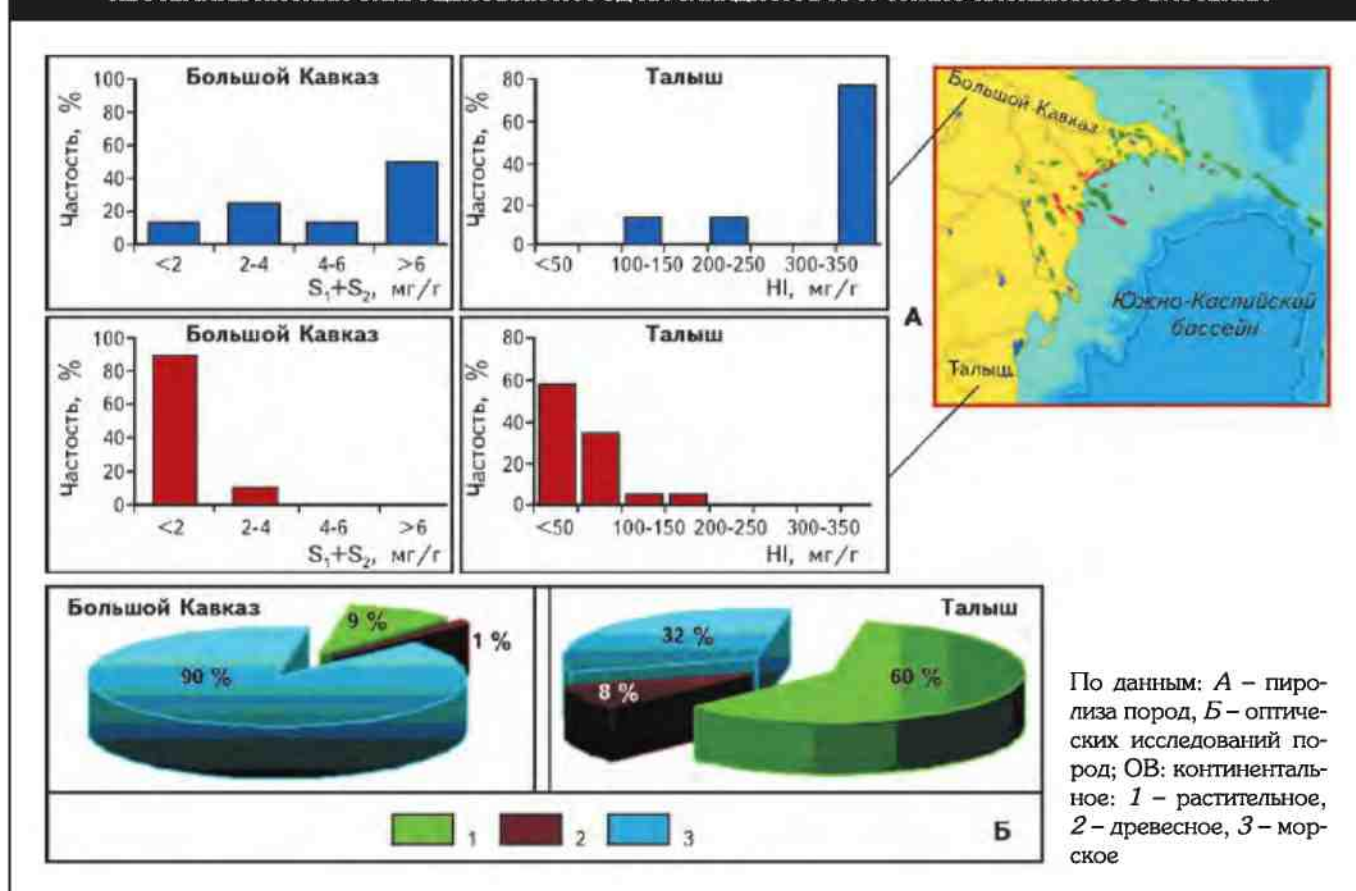 Большой Кавказ
Частость, %
100
80
60
40
20
0
<2 2-4 4-6 >6
S₁+S₂, мг/г
Талыш
Частость, %
80
60
40
20
0
<50 100-150 200-250 300-350
HI, мг/г
Большой Кавказ
Частость, %
100
80
60
40
20
0
<2 2-4 4-6 >6
S₁+S₂, мг/г
Талыш
Частость, %
80
60
40
20
0
<50 100-150 200-250 300-350
HI, мг/г
А
Большой Кавказ
Южно-Каспийский
бассейн
Талыш
Большой Кавказ
9 %
1 %
90 %
Талыш
32 %
8 %
60 %
1 2 3
Б
По данным: А – пиро-
лиза пород, Б – оптиче-
ских исследований по-
род; ОВ: континенталь-
ное: 1 – растительное,
2 – древесное, 3 – мор-
ское